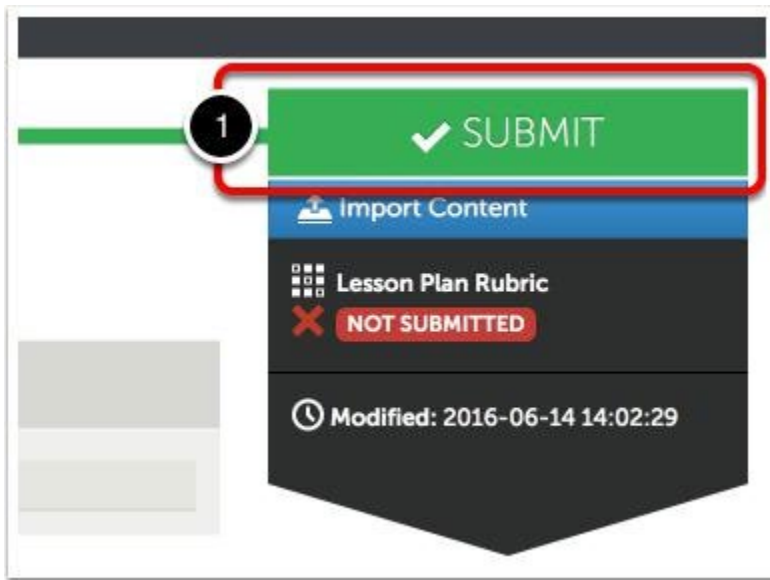 1
SUBMIT
Import Content
Lesson Plan Rubric
NOT SUBMITTED
Modified: 2016-06-14 14:02:29